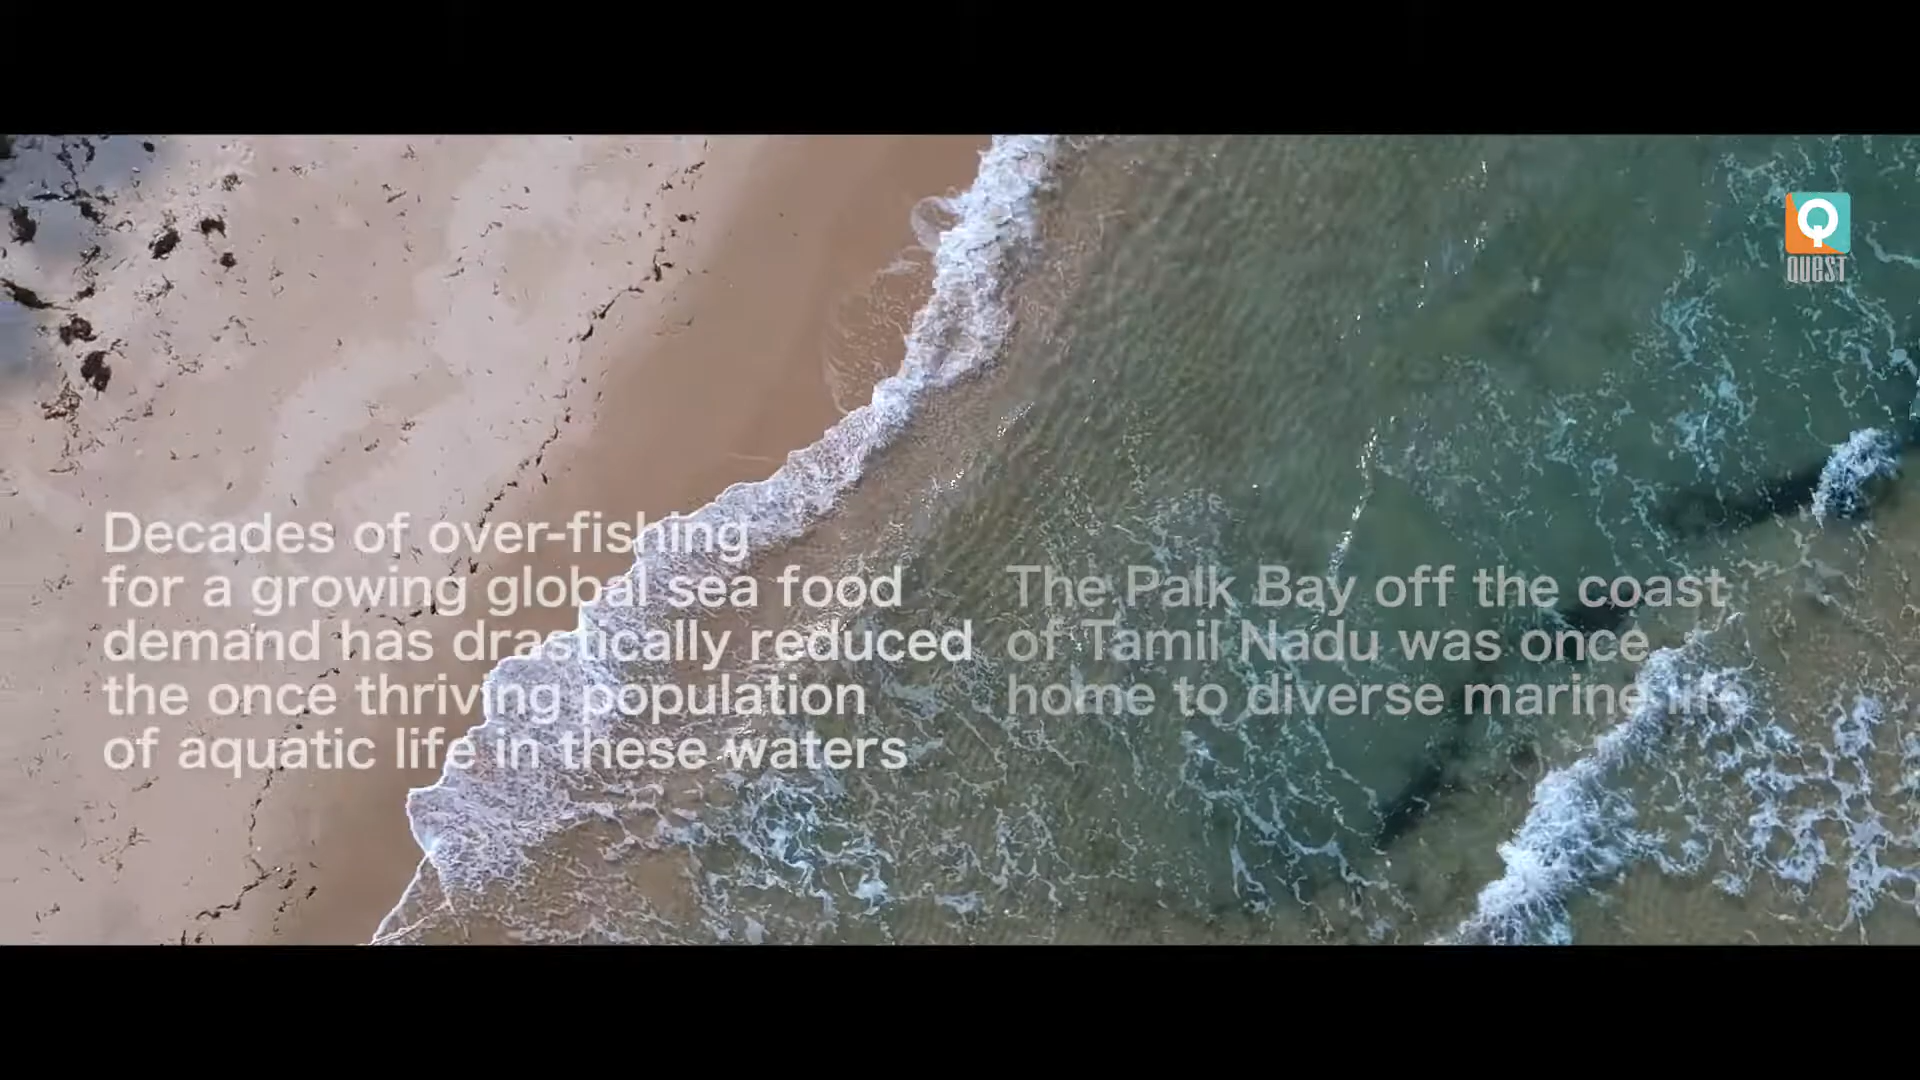 Decades of over-fishing
for a growing global sea food
demand has drastically reduced
the once thriving population
of aquatic life in these waters
The Palk Bay off the coast
of Tamil Nadu was once
home to diverse marine life
Q
QUEST